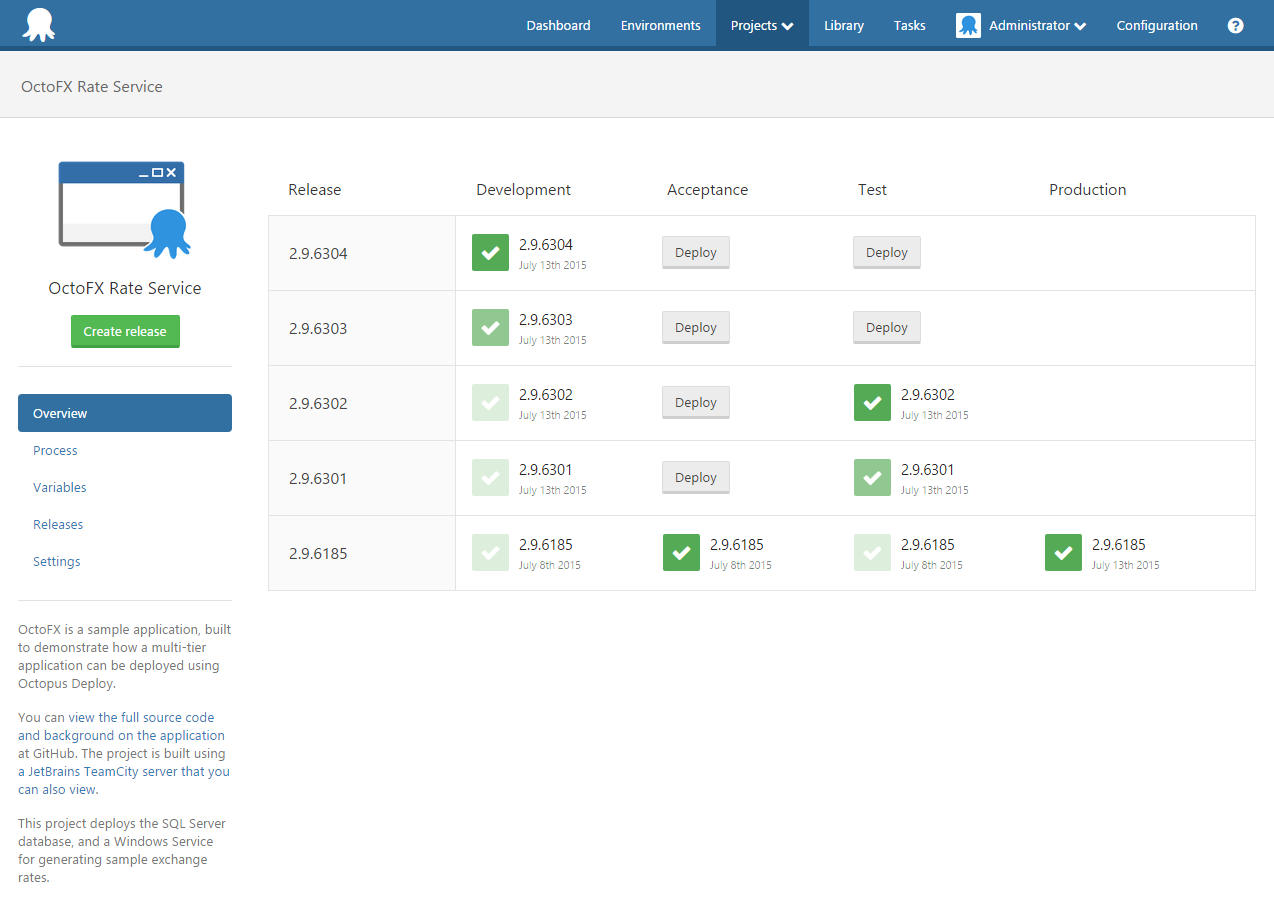 Dashboard Environments Projects Library Tasks Administrator Configuration ?
OctoFX Rate Service
Release Development Acceptance Test Production
2.9.6304 2.9.6304 Deploy Deploy
July 13th 2015
OctoFX Rate Service
Create release
2.9.6303 2.9.6303 Deploy Deploy
July 13th 2015
2.9.6302 2.9.6302 Deploy 2.9.6302
July 13th 2015 July 13th 2015
2.9.6301 2.9.6301 Deploy 2.9.6301
July 13th 2015 July 13th 2015
2.9.6185 2.9.6185 2.9.6185 2.9.6185 2.9.6185
July 8th 2015 July 8th 2015 July 8th 2015 July 13th 2015
Overview
Process
Variables
Releases
Settings
OctoFX is a sample application, built
to demonstrate how a multi-tier
application can be deployed using
Octopus Deploy.
You can view the full source code
and background on the application
at GitHub. The project is built using
a JetBrains TeamCity server that you
can also view.
This project deploys the SQL Server
database, and a Windows Service
for generating sample exchange
rates.